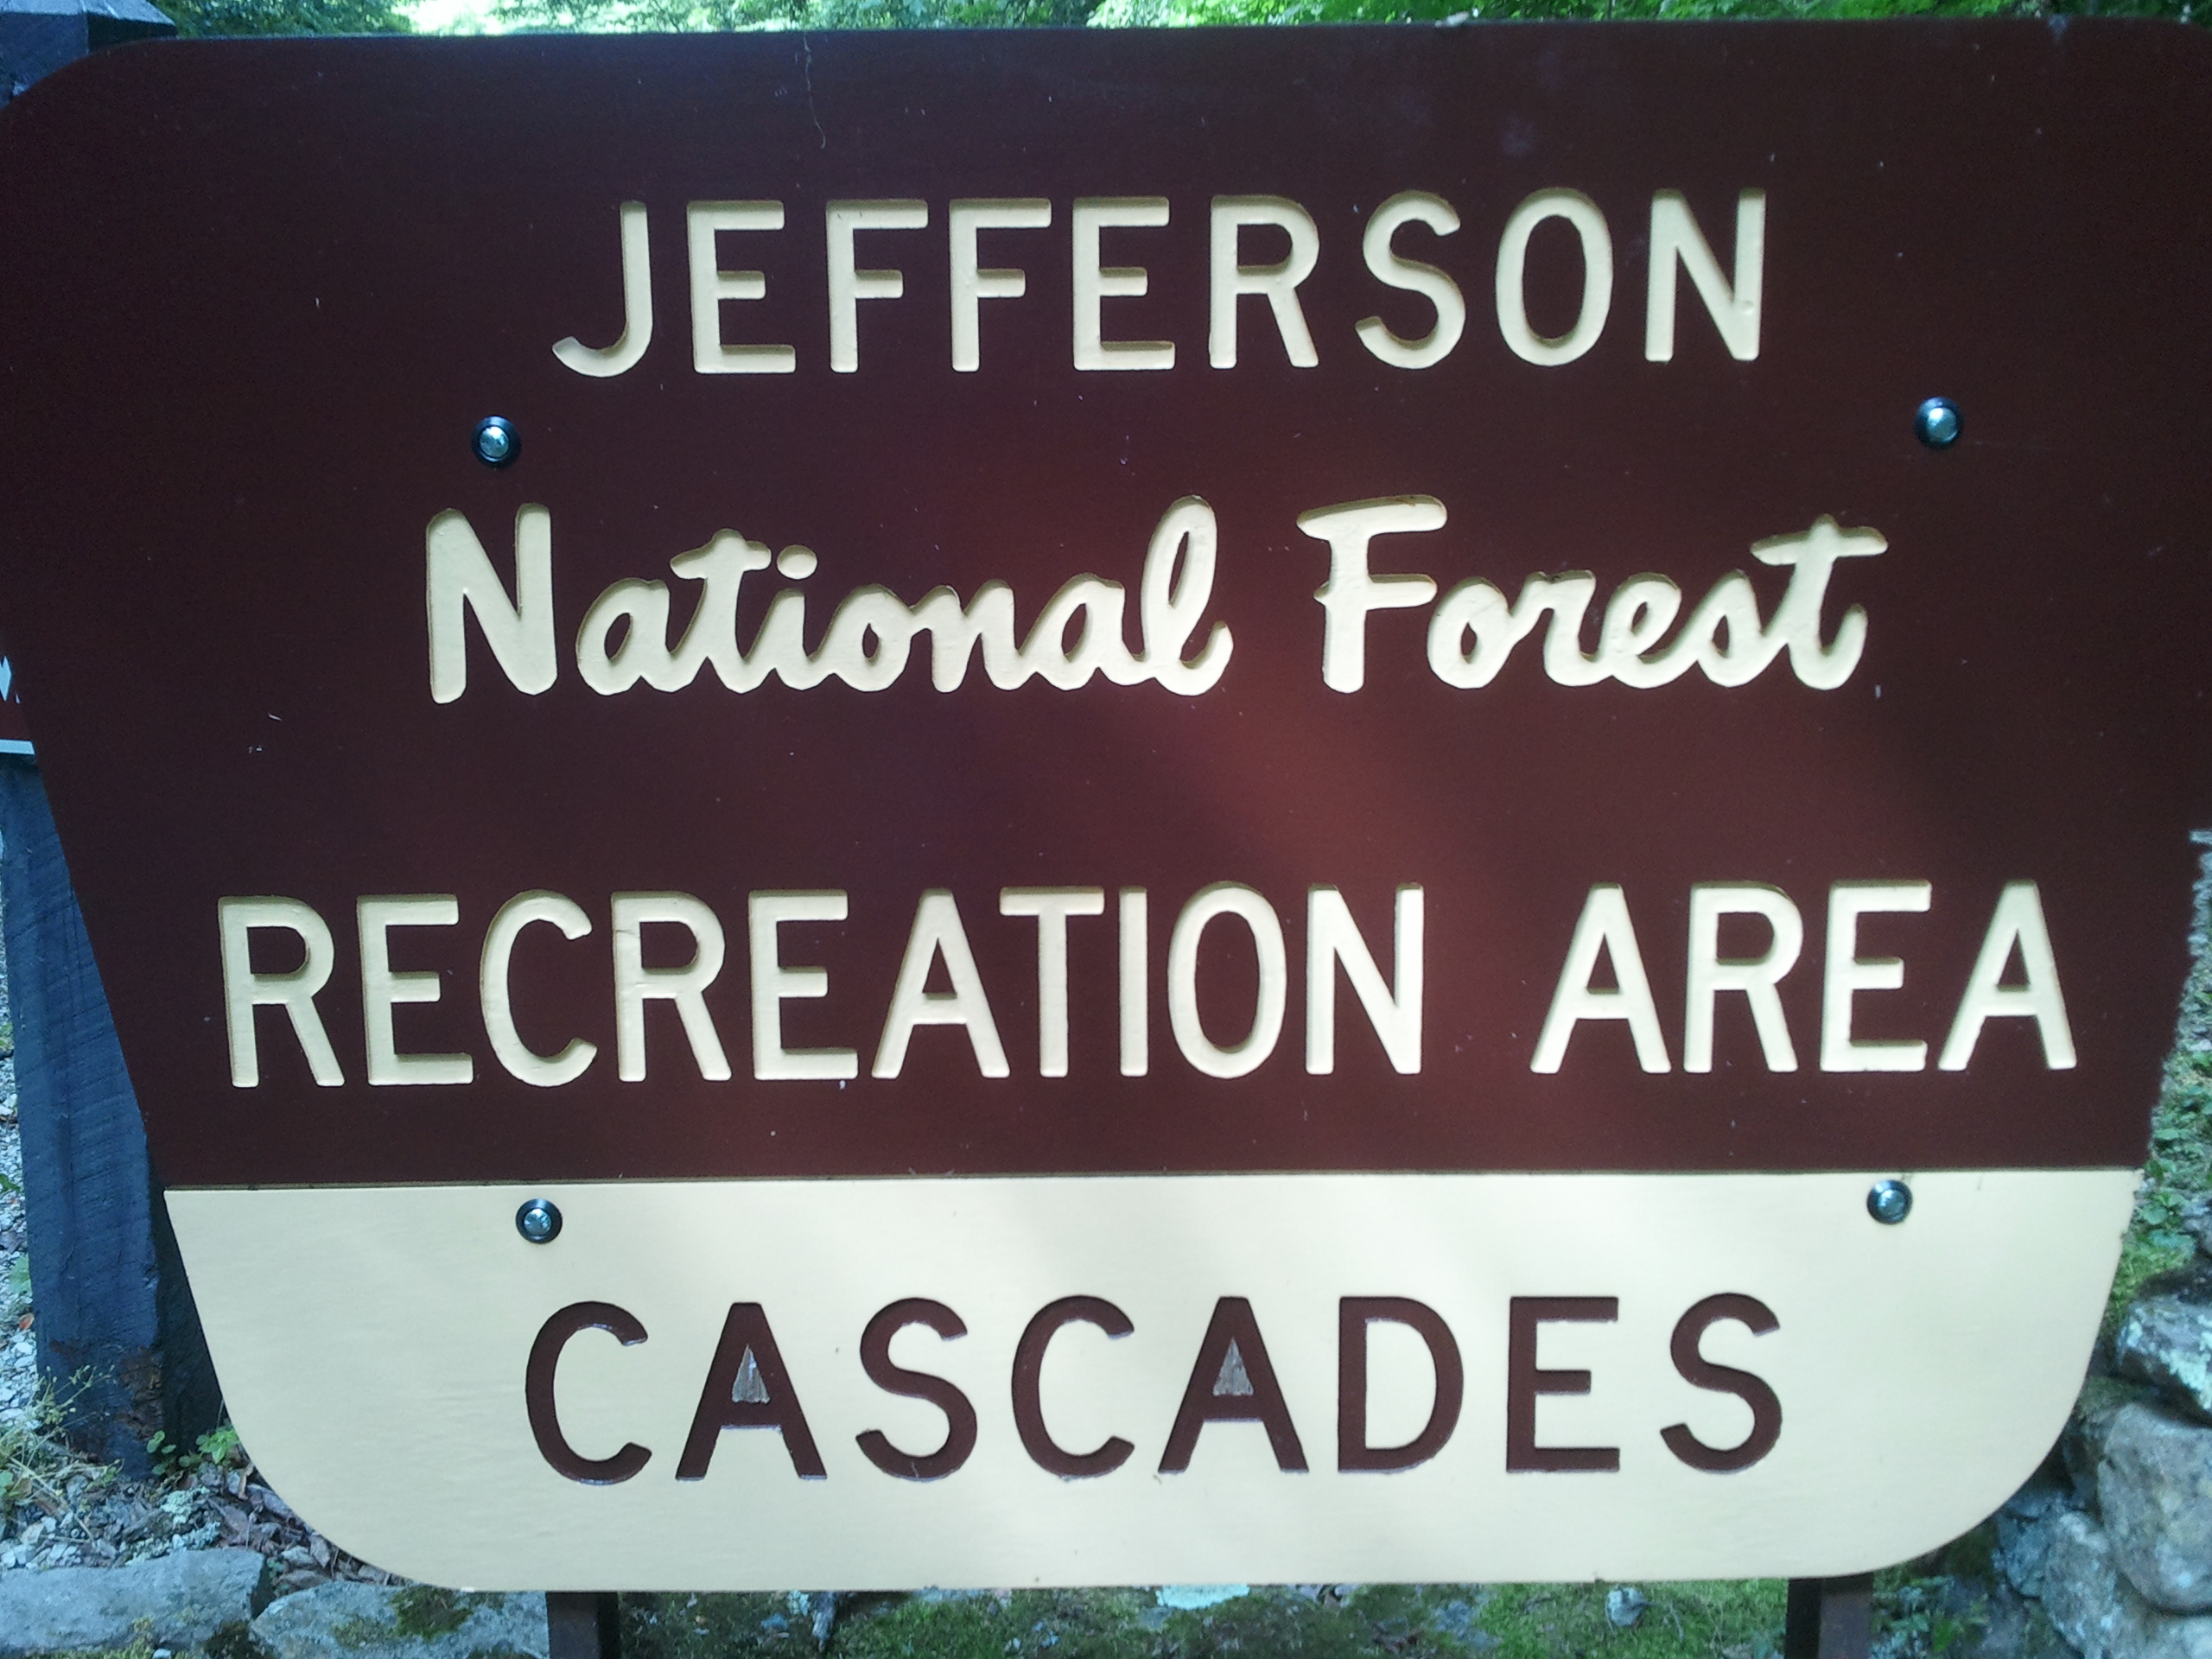 JEFFERSON
National Forest
RECREATION AREA
CASCADES